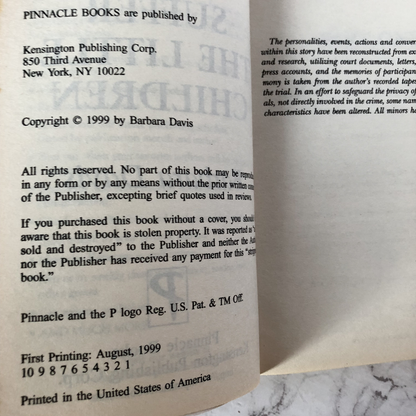 PINNACLE BOOKS are published by
Kensington Publishing Corp.
850 Third Avenue
New York, NY 10022
Copyright © 1999 by Barbara Davis
All rights reserved. No part of this book may be
in any form or by any means without the prior written
of the Publisher, excepting brief quotes used in reviews.
If you purchased this book without a cover, you
aware that this book is stolen property. It was reported as
sold and destroyed" to the Publisher and neither the
nor the Publisher has received any payment for this
book."
Pinnacle and the P logo Reg. U.S. Pat. & TM Off.
First Printing: August, 1999
10 9 8 7 6 5 4 3 2 1
Printed in the United States of America
The personalities, events, actions and
within this story have been reconstructed from
and research, utilizing court documents, letters,
press accounts, and the memories of
mony is taken from the author's recorded
the trial. In an effort to safeguard the privacy of
als, not directly involved in the crime, some
characteristics have been altered. All minors